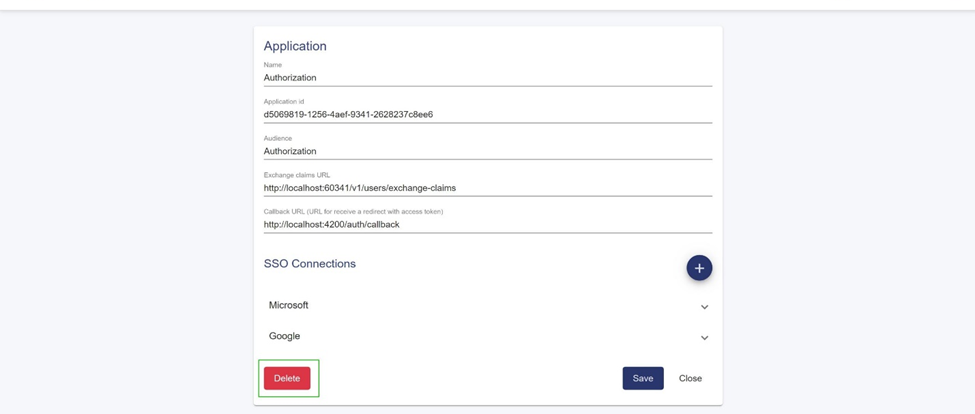 Application
Name
Authorization
Application id
d5069819-1256-4aef-9341-2628237c8ee6
Audience
Authorization
Exchange claims URL
http://localhost:60341/v1/users/exchange-claims
Callback URL (URL for receive a redirect with access token)
http://localhost:4200/auth/callback
SSO Connections
+
Microsoft
Google
Delete Save Close